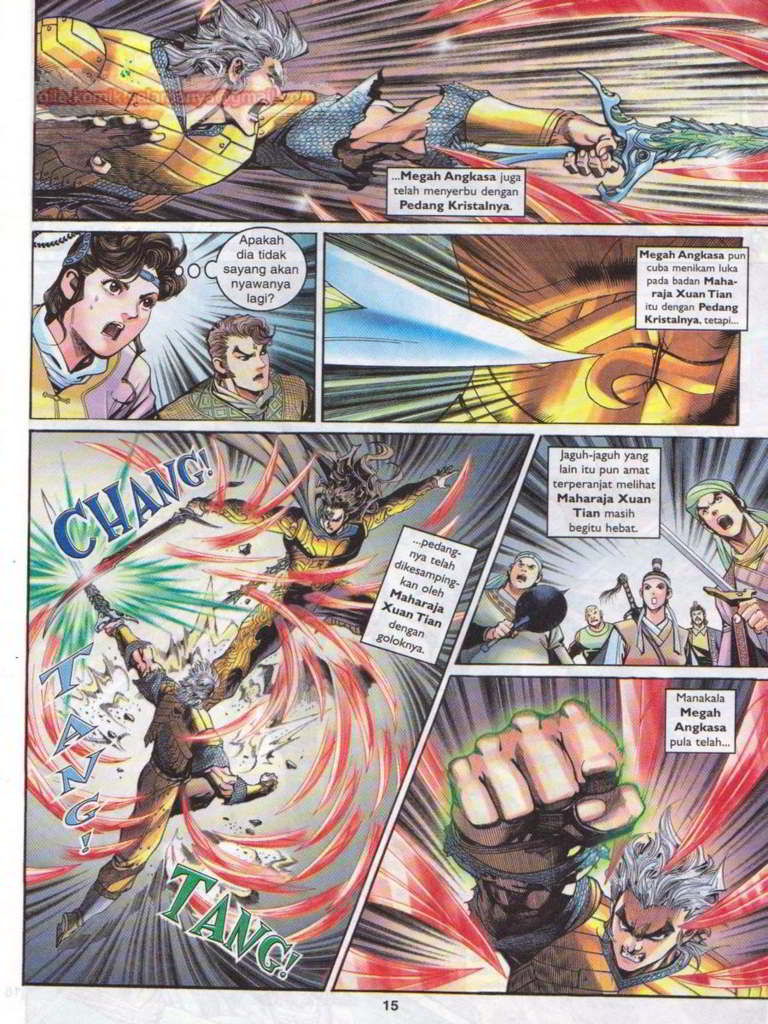 ...Megah Angkasa juga
telah menyerbu dengan
Pedang Kristalnya.
Apakah
dia tidak
sayang akan
nyawanya
lagi?
Megah Angkasa pun
cuba menikam luka
pada badan Maha-
raja Xuan Tian
itu dengan Pedang
Kristalnya, tetapi...
CHANG!
TANG!
TANG!
...pedang-
nya telah
dikesamping-
kan oleh
Maharaja
Xuan Tian
dengan
goloknya.
Jaguh-jaguh yang
lain itu pun amat
terperanjat melihat
Maharaja Xuan
Tian masih
begitu hebat.
Manakala
Megah
Angkasa
pula telah...
15